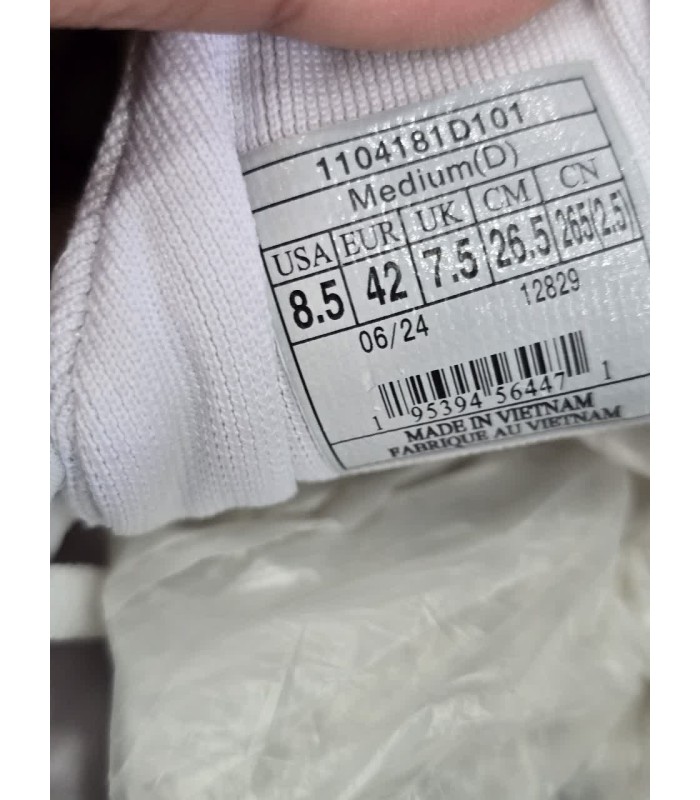 1104181D101
Medium(D)
USA EUR UK CM CN
8.5 42 7.5 26.5 265(2.5)
06/24 12829
1 95394 56447 1
MADE IN VIETNAM
FABRIQUE AU VIETNAM